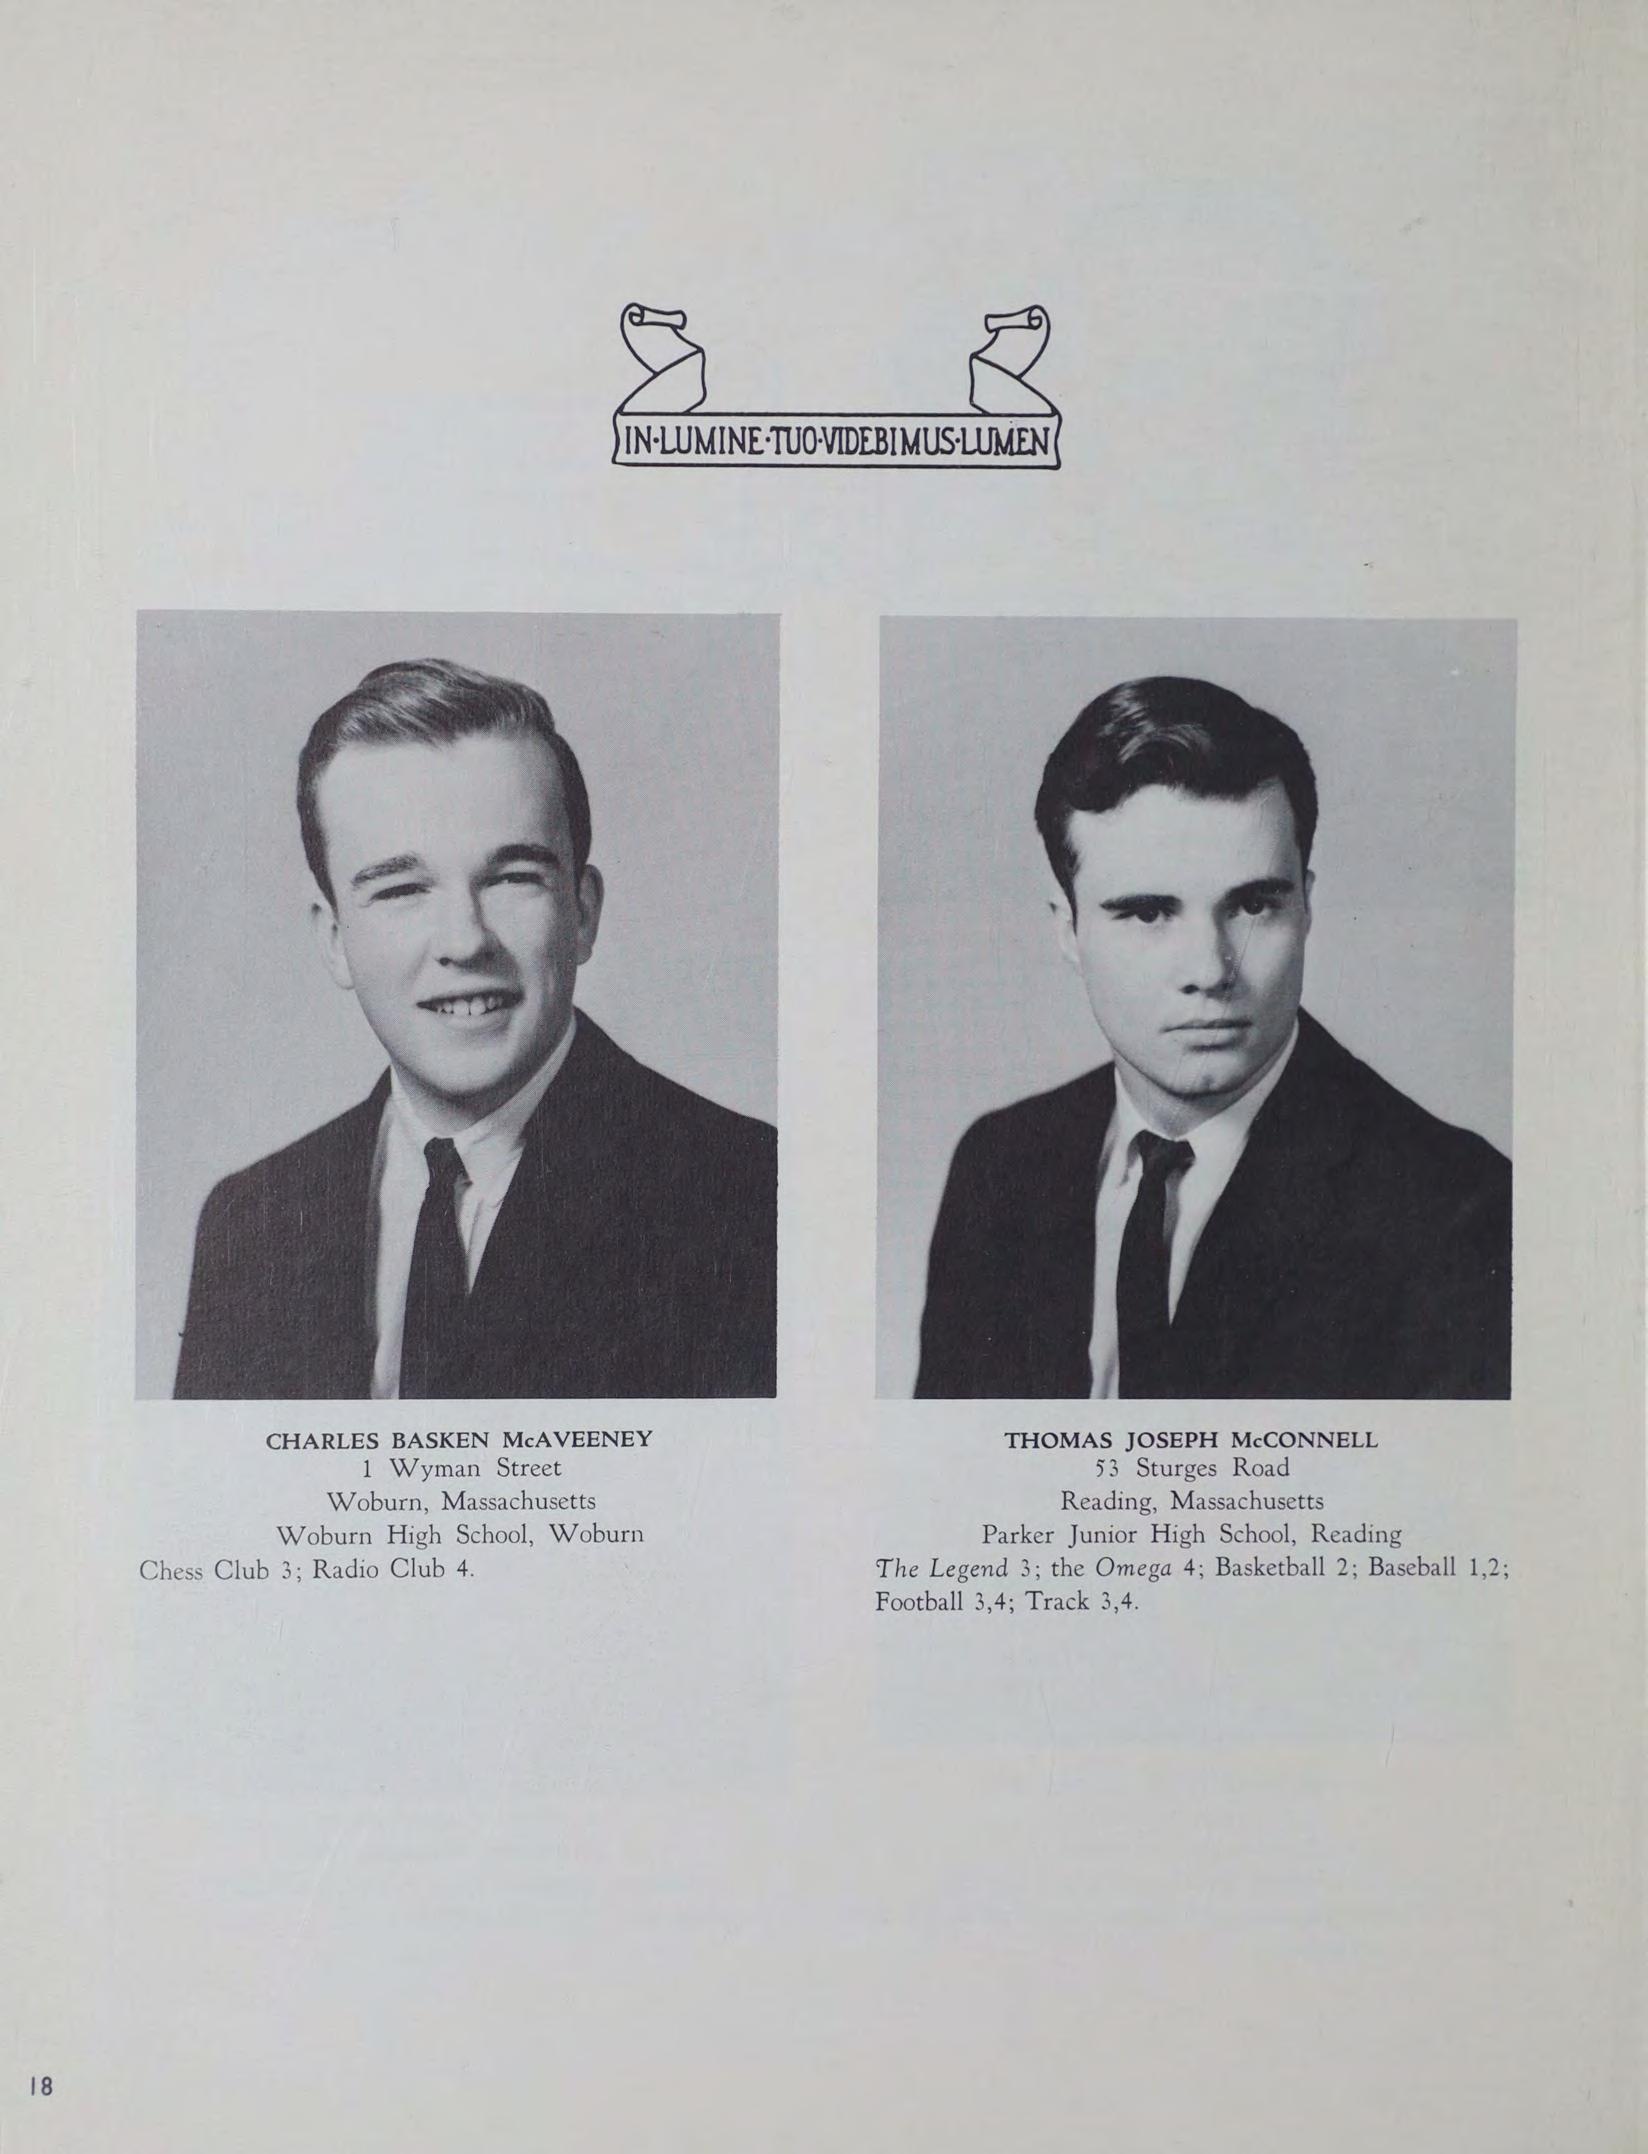 IN·LUMINE·TUO·VIDEBIMUS·LUMEN
CHARLES BASKEN McAVEENEY
1 Wyman Street
Woburn, Massachusetts
Woburn High School, Woburn
Chess Club 3; Radio Club 4.
THOMAS JOSEPH McCONNELL
53 Sturges Road
Reading, Massachusetts
Parker Junior High School, Reading
The Legend 3; the Omega 4; Basketball 2; Baseball 1,2;
Football 3,4; Track 3,4.
18